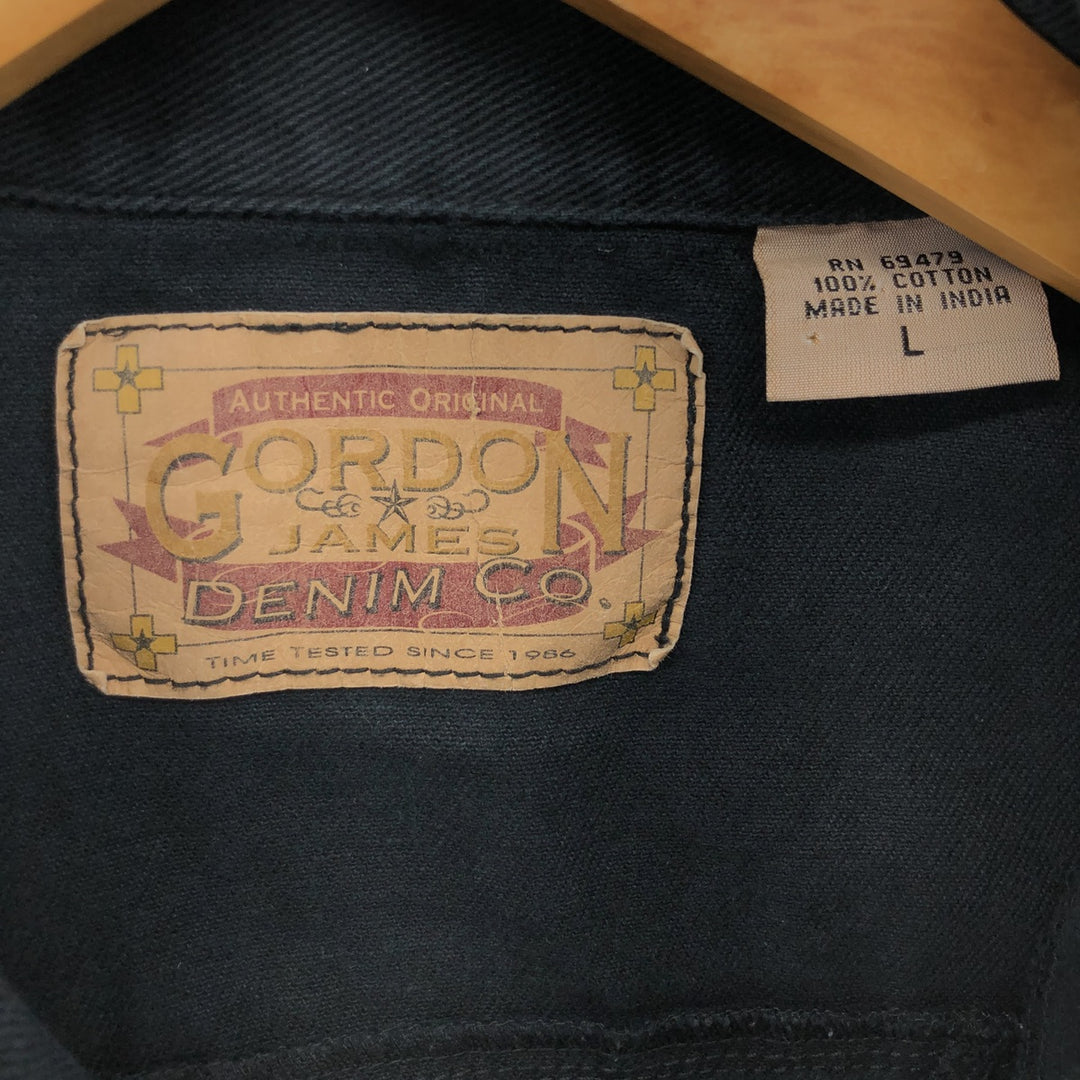 AUTHENTIC ORIGINAL
GORDON
JAMES
DENIM CO.
TIME TESTED SINCE 1986
RN 69479
100% COTTON
MADE IN INDIA
L